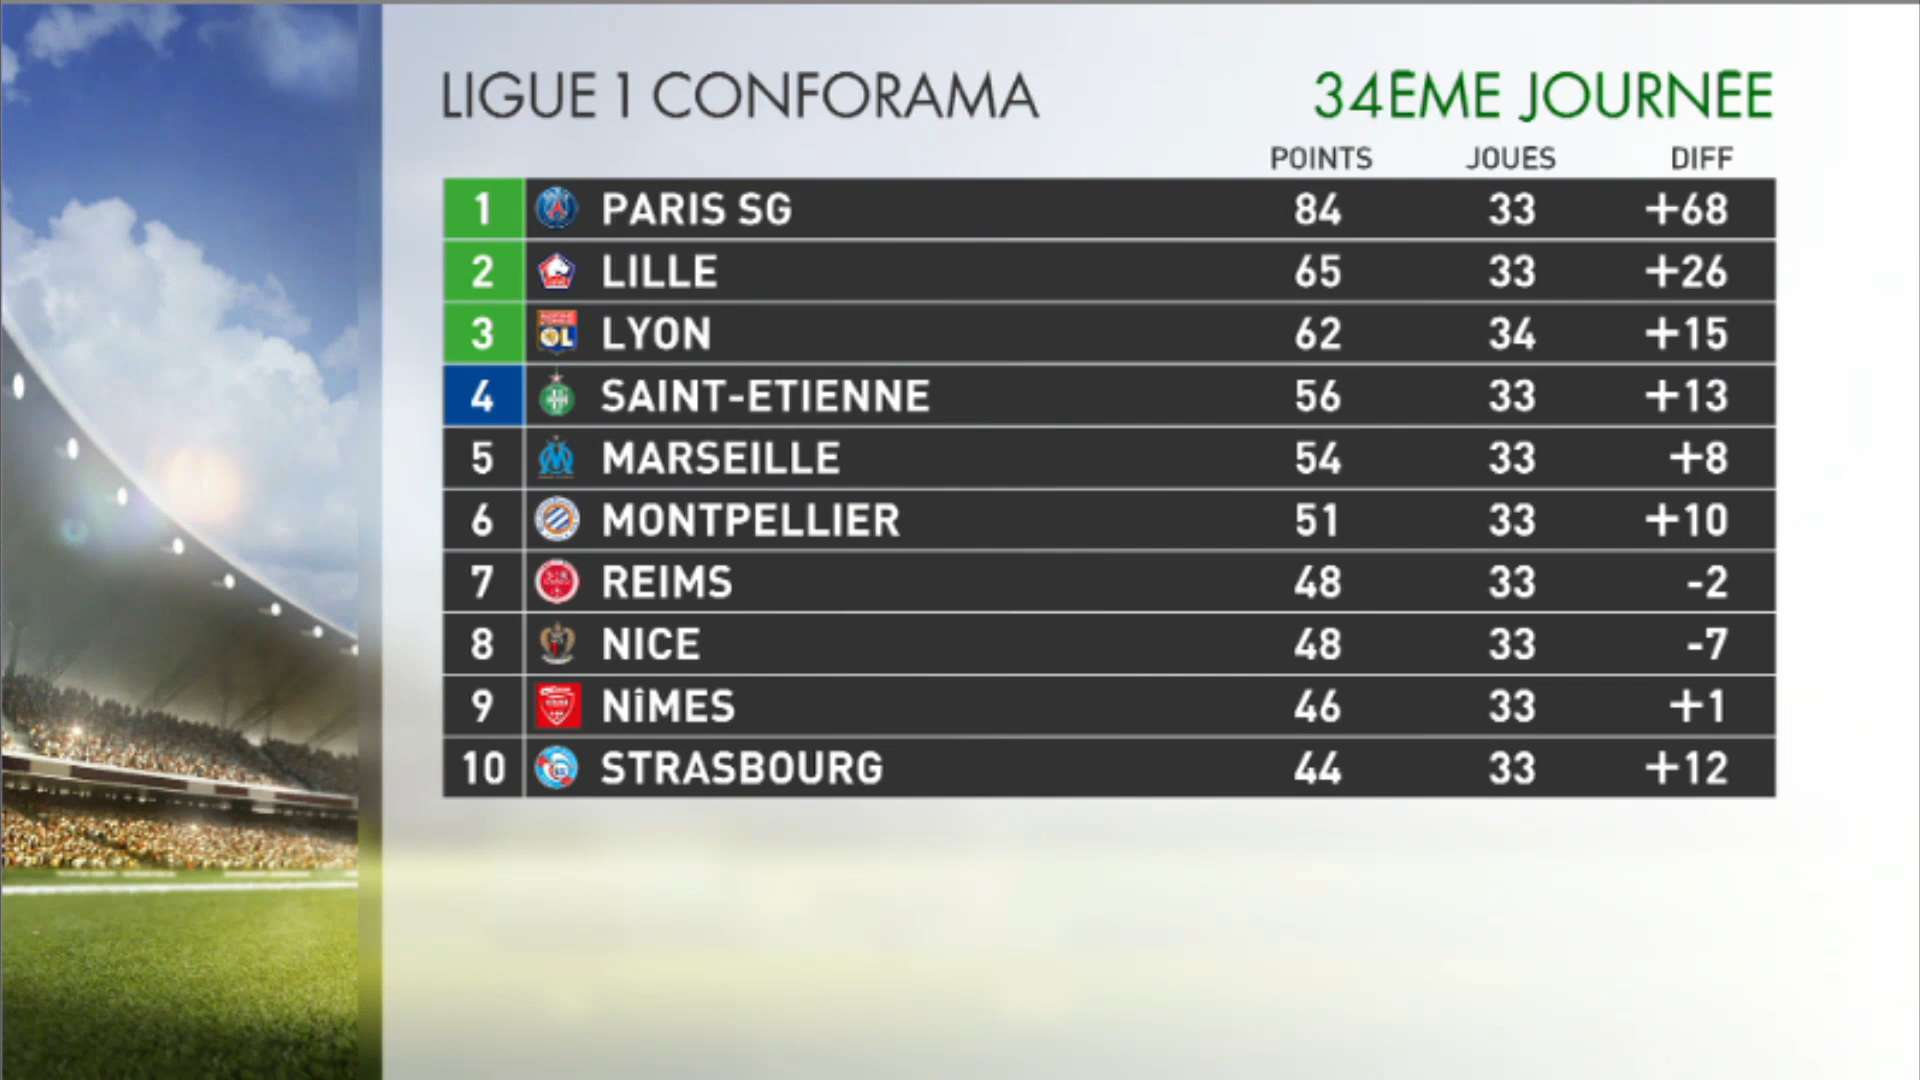 LIGUE 1 CONFORAMA 34ÈME JOURNÉE
POINTS JOUES DIFF
1 PARIS SG 84 33 +68
2 LILLE 65 33 +26
3 OL LYON 62 34 +15
4 SAINT-ETIENNE 56 33 +13
5 MARSEILLE 54 33 +8
6 MONTPELLIER 51 33 +10
7 REIMS 48 33 -2
8 NICE 48 33 -7
9 NîMES 46 33 +1
10 STRASBOURG 44 33 +12